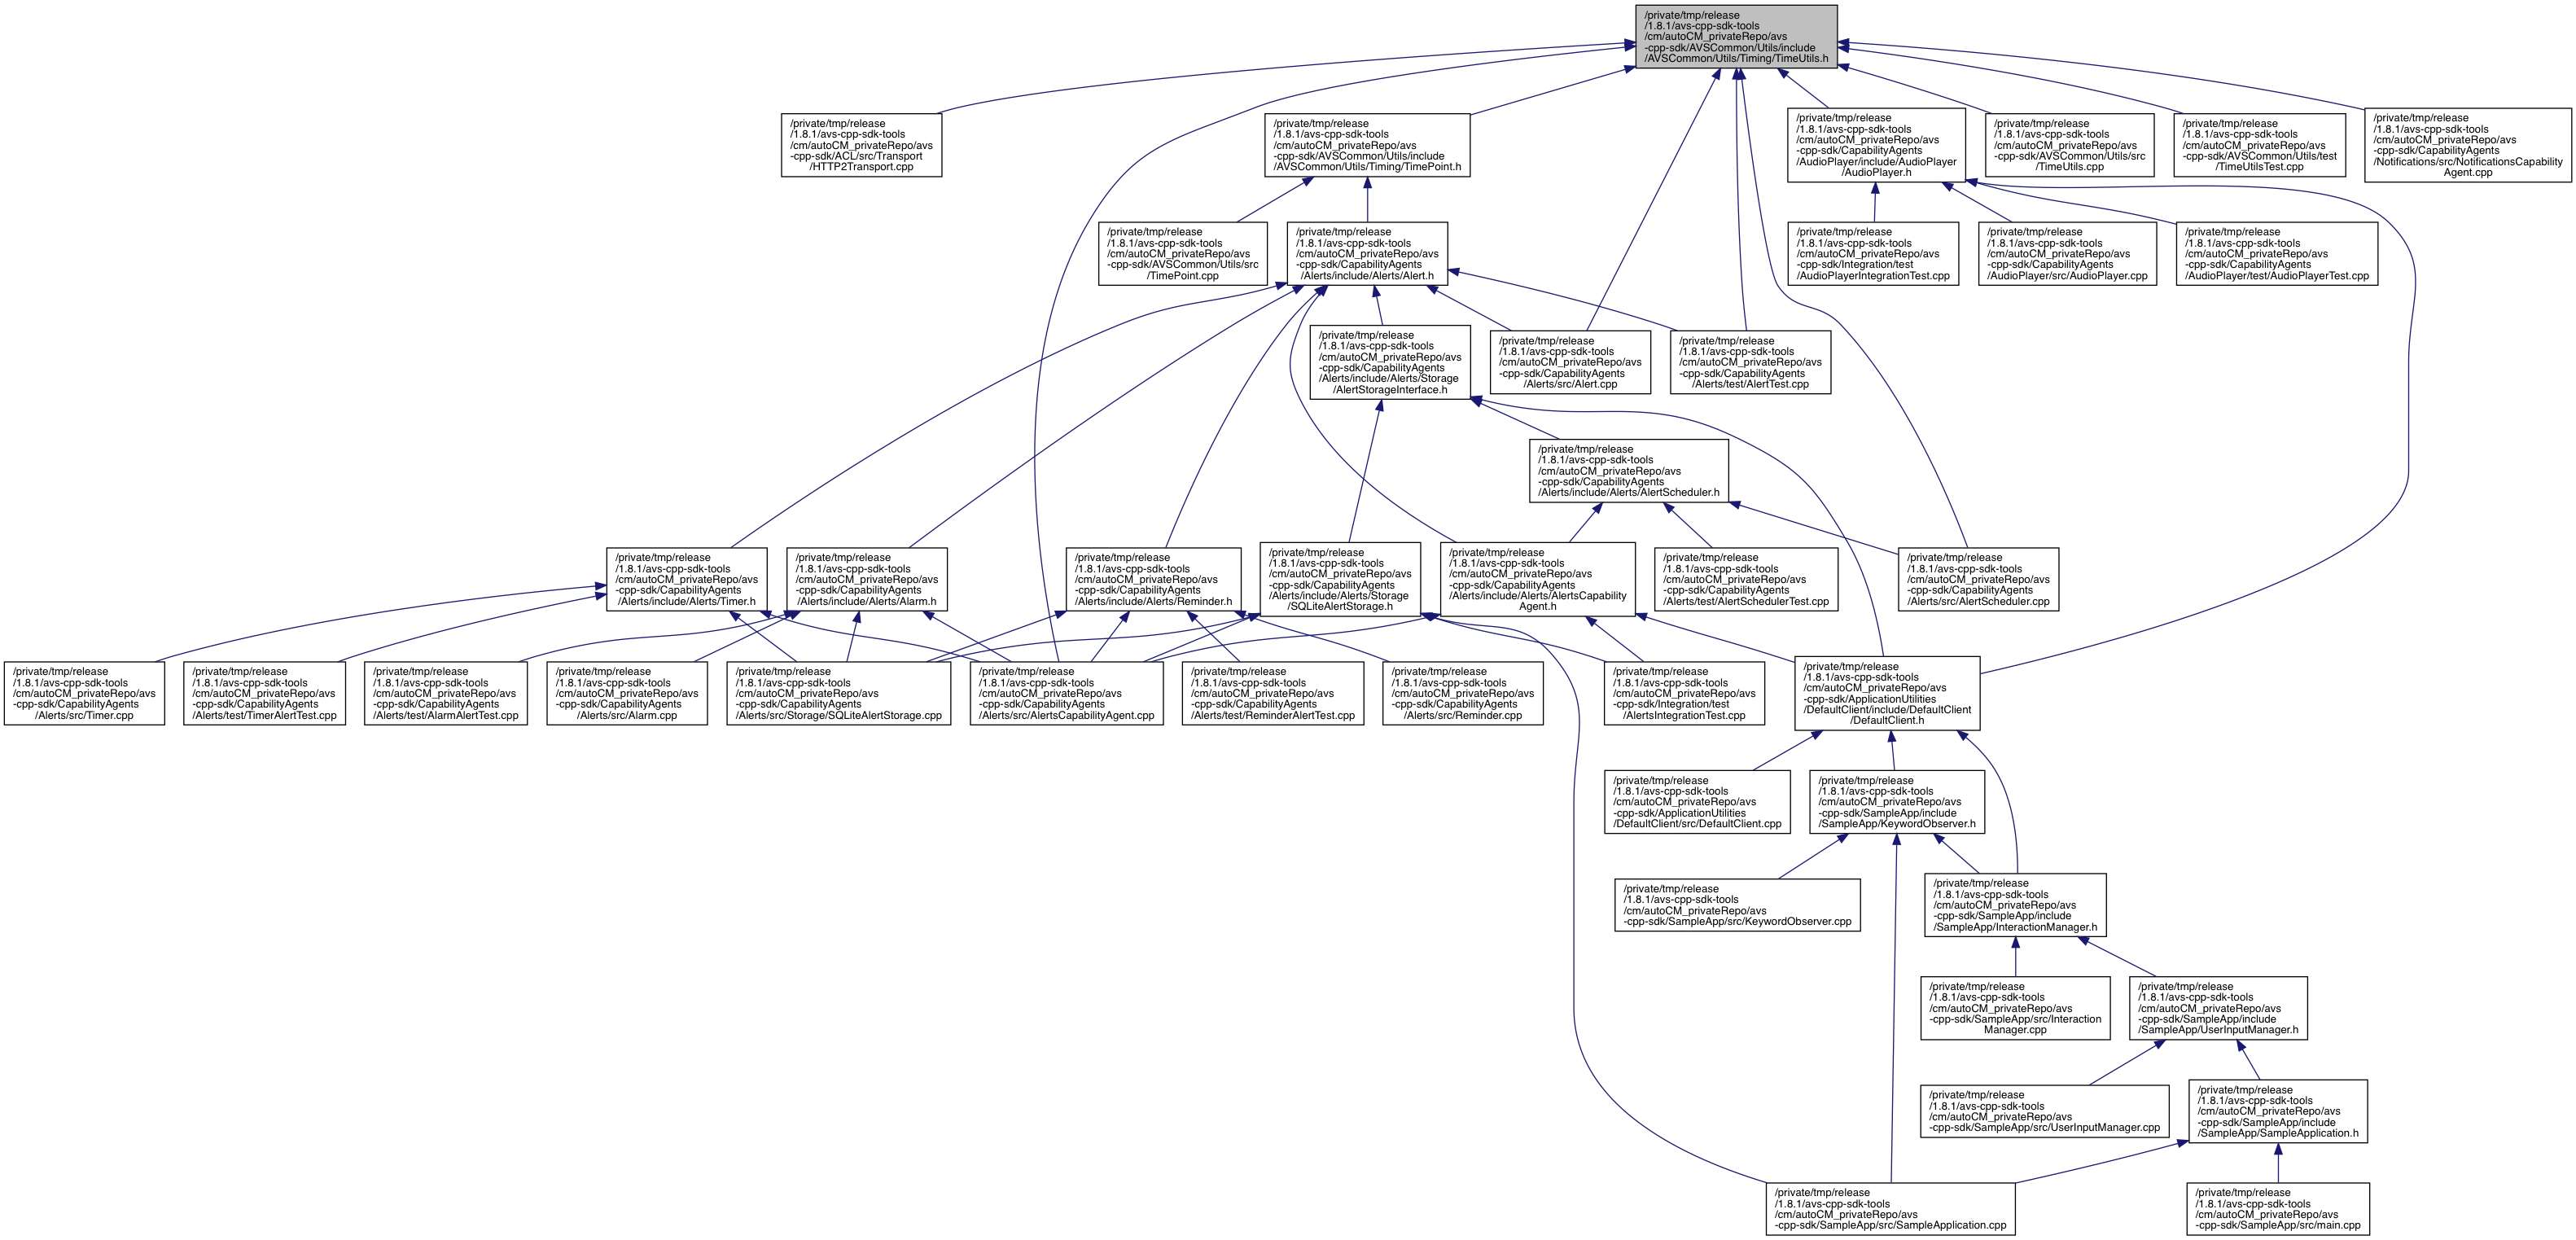 /private/tmp/release
/1.8.1/avs-cpp-sdk-tools
/cm/autoCM_privateRepo/avs
-cpp-sdk/AVSCommon/Utils/include
/AVSCommon/Utils/Timing/TimeUtils.h
/private/tmp/release
/1.8.1/avs-cpp-sdk-tools
/cm/autoCM_privateRepo/avs
-cpp-sdk/ACL/src/Transport
/HTTP2Transport.cpp
/private/tmp/release
/1.8.1/avs-cpp-sdk-tools
/cm/autoCM_privateRepo/avs
-cpp-sdk/AVSCommon/Utils/include
/AVSCommon/Utils/Timing/TimePoint.h
/private/tmp/release
/1.8.1/avs-cpp-sdk-tools
/cm/autoCM_privateRepo/avs
-cpp-sdk/CapabilityAgents
/AudioPlayer/include/AudioPlayer
/AudioPlayer.h
/private/tmp/release
/1.8.1/avs-cpp-sdk-tools
/cm/autoCM_privateRepo/avs
-cpp-sdk/AVSCommon/Utils/src
/TimeUtils.cpp
/private/tmp/release
/1.8.1/avs-cpp-sdk-tools
/cm/autoCM_privateRepo/avs
-cpp-sdk/AVSCommon/Utils/test
/TimeUtilsTest.cpp
/private/tmp/release
/1.8.1/avs-cpp-sdk-tools
/cm/autoCM_privateRepo/avs
-cpp-sdk/CapabilityAgents
/Notifications/src/NotificationsCapability
Agent.cpp
/private/tmp/release
/1.8.1/avs-cpp-sdk-tools
/cm/autoCM_privateRepo/avs
-cpp-sdk/AVSCommon/Utils/src
/TimePoint.cpp
/private/tmp/release
/1.8.1/avs-cpp-sdk-tools
/cm/autoCM_privateRepo/avs
-cpp-sdk/CapabilityAgents
/Alerts/include/Alerts/Alert.h
/private/tmp/release
/1.8.1/avs-cpp-sdk-tools
/cm/autoCM_privateRepo/avs
-cpp-sdk/Integration/test
/AudioPlayerIntegrationTest.cpp
/private/tmp/release
/1.8.1/avs-cpp-sdk-tools
/cm/autoCM_privateRepo/avs
-cpp-sdk/CapabilityAgents
/AudioPlayer/src/AudioPlayer.cpp
/private/tmp/release
/1.8.1/avs-cpp-sdk-tools
/cm/autoCM_privateRepo/avs
-cpp-sdk/CapabilityAgents
/AudioPlayer/test/AudioPlayerTest.cpp
/private/tmp/release
/1.8.1/avs-cpp-sdk-tools
/cm/autoCM_privateRepo/avs
-cpp-sdk/CapabilityAgents
/Alerts/include/Alerts/Storage
/AlertStorageInterface.h
/private/tmp/release
/1.8.1/avs-cpp-sdk-tools
/cm/autoCM_privateRepo/avs
-cpp-sdk/CapabilityAgents
/Alerts/src/Alert.cpp
/private/tmp/release
/1.8.1/avs-cpp-sdk-tools
/cm/autoCM_privateRepo/avs
-cpp-sdk/CapabilityAgents
/Alerts/test/AlertTest.cpp
/private/tmp/release
/1.8.1/avs-cpp-sdk-tools
/cm/autoCM_privateRepo/avs
-cpp-sdk/CapabilityAgents
/Alerts/include/Alerts/AlertScheduler.h
/private/tmp/release
/1.8.1/avs-cpp-sdk-tools
/cm/autoCM_privateRepo/avs
-cpp-sdk/CapabilityAgents
/Alerts/include/Alerts/Timer.h
/private/tmp/release
/1.8.1/avs-cpp-sdk-tools
/cm/autoCM_privateRepo/avs
-cpp-sdk/CapabilityAgents
/Alerts/include/Alerts/Alarm.h
/private/tmp/release
/1.8.1/avs-cpp-sdk-tools
/cm/autoCM_privateRepo/avs
-cpp-sdk/CapabilityAgents
/Alerts/include/Alerts/Reminder.h
/private/tmp/release
/1.8.1/avs-cpp-sdk-tools
/cm/autoCM_privateRepo/avs
-cpp-sdk/CapabilityAgents
/Alerts/include/Alerts/Storage
/SQLiteAlertStorage.h
/private/tmp/release
/1.8.1/avs-cpp-sdk-tools
/cm/autoCM_privateRepo/avs
-cpp-sdk/CapabilityAgents
/Alerts/include/Alerts/AlertsCapability
Agent.h
/private/tmp/release
/1.8.1/avs-cpp-sdk-tools
/cm/autoCM_privateRepo/avs
-cpp-sdk/CapabilityAgents
/Alerts/test/AlertSchedulerTest.cpp
/private/tmp/release
/1.8.1/avs-cpp-sdk-tools
/cm/autoCM_privateRepo/avs
-cpp-sdk/CapabilityAgents
/Alerts/src/AlertScheduler.cpp
/private/tmp/release
/1.8.1/avs-cpp-sdk-tools
/cm/autoCM_privateRepo/avs
-cpp-sdk/CapabilityAgents
/Alerts/src/Timer.cpp
/private/tmp/release
/1.8.1/avs-cpp-sdk-tools
/cm/autoCM_privateRepo/avs
-cpp-sdk/CapabilityAgents
/Alerts/test/TimerAlertTest.cpp
/private/tmp/release
/1.8.1/avs-cpp-sdk-tools
/cm/autoCM_privateRepo/avs
-cpp-sdk/CapabilityAgents
/Alerts/test/AlarmAlertTest.cpp
/private/tmp/release
/1.8.1/avs-cpp-sdk-tools
/cm/autoCM_privateRepo/avs
-cpp-sdk/CapabilityAgents
/Alerts/src/Alarm.cpp
/private/tmp/release
/1.8.1/avs-cpp-sdk-tools
/cm/autoCM_privateRepo/avs
-cpp-sdk/CapabilityAgents
/Alerts/src/Storage/SQLiteAlertStorage.cpp
/private/tmp/release
/1.8.1/avs-cpp-sdk-tools
/cm/autoCM_privateRepo/avs
-cpp-sdk/CapabilityAgents
/Alerts/src/AlertsCapabilityAgent.cpp
/private/tmp/release
/1.8.1/avs-cpp-sdk-tools
/cm/autoCM_privateRepo/avs
-cpp-sdk/CapabilityAgents
/Alerts/test/ReminderAlertTest.cpp
/private/tmp/release
/1.8.1/avs-cpp-sdk-tools
/cm/autoCM_privateRepo/avs
-cpp-sdk/CapabilityAgents
/Alerts/src/Reminder.cpp
/private/tmp/release
/1.8.1/avs-cpp-sdk-tools
/cm/autoCM_privateRepo/avs
-cpp-sdk/Integration/test
/AlertsIntegrationTest.cpp
/private/tmp/release
/1.8.1/avs-cpp-sdk-tools
/cm/autoCM_privateRepo/avs
-cpp-sdk/ApplicationUtilities
/DefaultClient/include/DefaultClient
/DefaultClient.h
/private/tmp/release
/1.8.1/avs-cpp-sdk-tools
/cm/autoCM_privateRepo/avs
-cpp-sdk/ApplicationUtilities
/DefaultClient/src/DefaultClient.cpp
/private/tmp/release
/1.8.1/avs-cpp-sdk-tools
/cm/autoCM_privateRepo/avs
-cpp-sdk/SampleApp/include
/SampleApp/KeywordObserver.h
/private/tmp/release
/1.8.1/avs-cpp-sdk-tools
/cm/autoCM_privateRepo/avs
-cpp-sdk/SampleApp/src/KeywordObserver.cpp
/private/tmp/release
/1.8.1/avs-cpp-sdk-tools
/cm/autoCM_privateRepo/avs
-cpp-sdk/SampleApp/include
/SampleApp/InteractionManager.h
/private/tmp/release
/1.8.1/avs-cpp-sdk-tools
/cm/autoCM_privateRepo/avs
-cpp-sdk/SampleApp/src/Interaction
Manager.cpp
/private/tmp/release
/1.8.1/avs-cpp-sdk-tools
/cm/autoCM_privateRepo/avs
-cpp-sdk/SampleApp/include
/SampleApp/UserInputManager.h
/private/tmp/release
/1.8.1/avs-cpp-sdk-tools
/cm/autoCM_privateRepo/avs
-cpp-sdk/SampleApp/src/UserInputManager.cpp
/private/tmp/release
/1.8.1/avs-cpp-sdk-tools
/cm/autoCM_privateRepo/avs
-cpp-sdk/SampleApp/include
/SampleApp/SampleApplication.h
/private/tmp/release
/1.8.1/avs-cpp-sdk-tools
/cm/autoCM_privateRepo/avs
-cpp-sdk/SampleApp/src/SampleApplication.cpp
/private/tmp/release
/1.8.1/avs-cpp-sdk-tools
/cm/autoCM_privateRepo/avs
-cpp-sdk/SampleApp/src/main.cpp